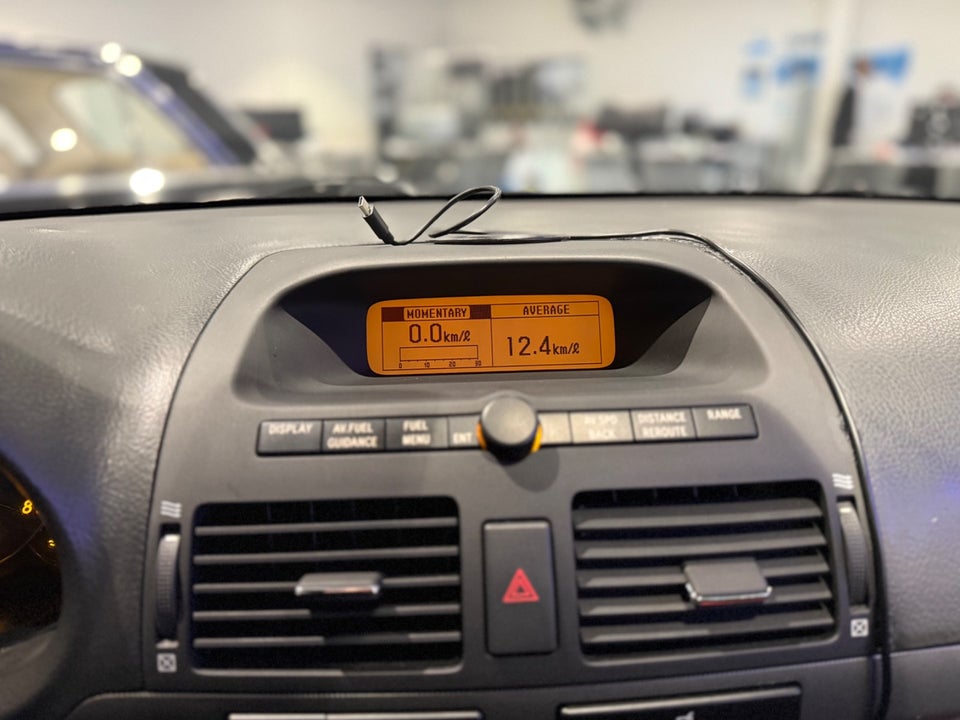 MOMENTARY AVERAGE
0.0km/ℓ 12.4km/ℓ
0 10 20 30
DISPLAY AV.FUEL GUIDANCE FUEL MENU ENT AV.SPD BACK DISTANCE REROUTE RANGE
8